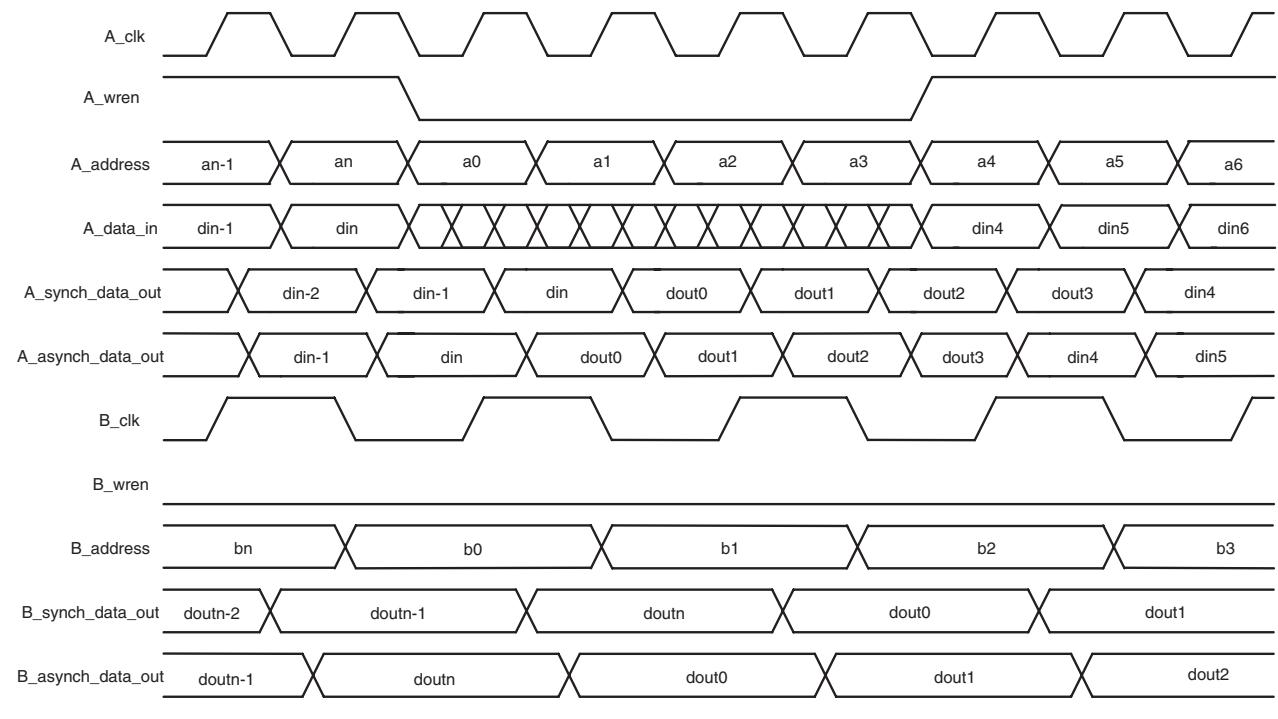 A_clk
A_wren
A_address an-1 an a0 a1 a2 a3 a4 a5 a6
A_data_in din-1 din din4 din5 din6
A_synch_data_out din-2 din-1 din dout0 dout1 dout2 dout3 din4
A_asynch_data_out din-1 din dout0 dout1 dout2 dout3 din4 din5
B_clk
B_wren
B_address bn b0 b1 b2 b3
B_synch_data_out doutn-2 doutn-1 doutn dout0 dout1
B_asynch_data_out doutn-1 doutn dout0 dout1 dout2